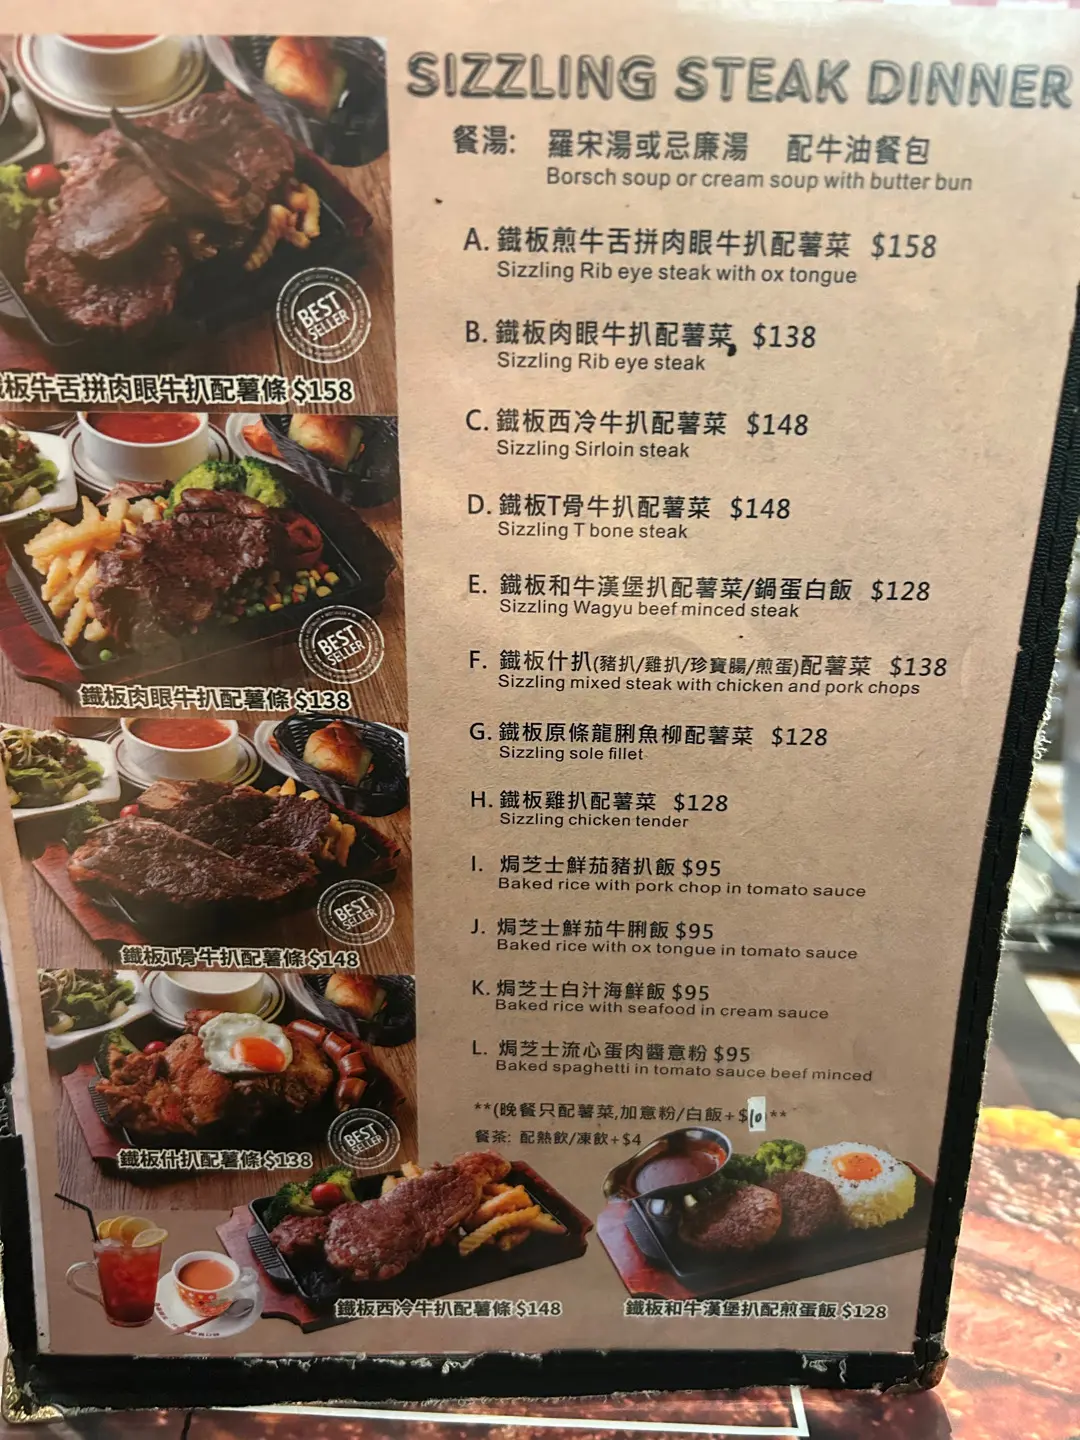 SIZZLING STEAK DINNER
餐湯: 羅宋湯或忌廉湯 配牛油餐包
Borsch soup or cream soup with butter bun
A. 鐵板煎牛舌拼肉眼牛扒配薯菜 $158
Sizzling Rib eye steak with ox tongue
B. 鐵板肉眼牛扒配薯菜 $138
Sizzling Rib eye steak
C. 鐵板西冷牛扒配薯菜 $148
Sizzling Sirloin steak
D. 鐵板T骨牛扒配薯菜 $148
Sizzling T bone steak
E. 鐵板和牛漢堡扒配薯菜/鍋蛋白飯 $128
Sizzling Wagyu beef minced steak
F. 鐵板什扒(豬扒/雞扒/珍寶腸/煎蛋)配薯菜 $138
Sizzling mixed steak with chicken and pork chops
G. 鐵板原條龍脷魚柳配薯菜 $128
Sizzling sole fillet
H. 鐵板雞扒配薯菜 $128
Sizzling chicken tender
I. 焗芝士鮮茄豬扒飯 $95
Baked rice with pork chop in tomato sauce
J. 焗芝士鮮茄牛脷飯 $95
Baked rice with ox tongue in tomato sauce
K. 焗芝士白汁海鮮飯 $95
Baked rice with seafood in cream sauce
L. 焗芝士流心蛋肉醬意粉 $95
Baked spaghetti in tomato sauce beef minced
**(晚餐只配薯菜,加意粉/白飯+$10**
餐茶: 配熱飲/凍飲+$4
BEST
SELLER
板牛舌拼肉眼牛扒配薯條 $158
BEST
SELLER
鐵板肉眼牛扒配薯條 $138
BEST
SELLER
鐵板T骨牛扒配薯條 $148
BEST
SELLER
鐵板什扒配薯條 $138
鐵板西冷牛扒配薯條 $148
鐵板和牛漢堡扒配煎蛋飯 $128